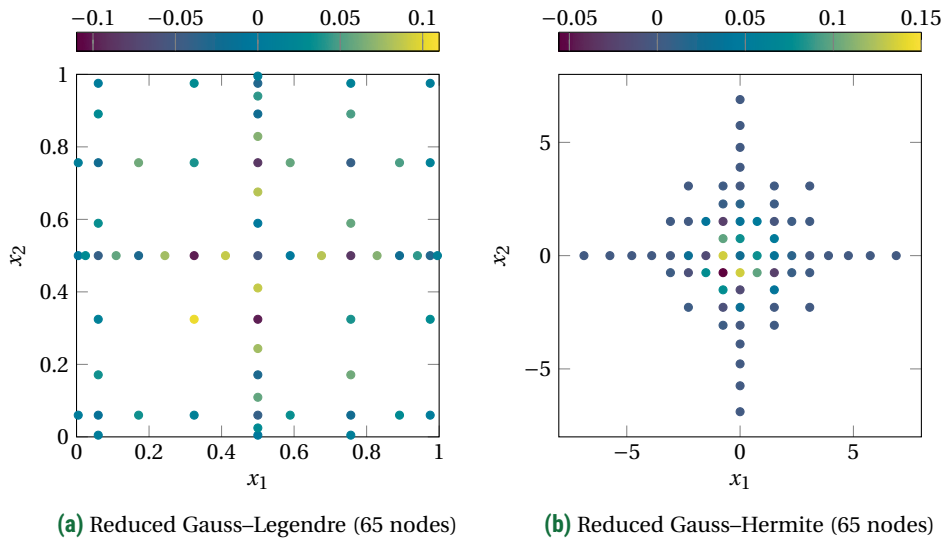 −0.1 −0.05 0 0.05 0.1
−0.05 0 0.05 0.1 0.15
1
0.8
0.6
0.4
0.2
0
x2
0 0.2 0.4 0.6 0.8 1
x1
5
0
−5
x2
−5 0 5
x1
(a) Reduced Gauss–Legendre (65 nodes)
(b) Reduced Gauss–Hermite (65 nodes)